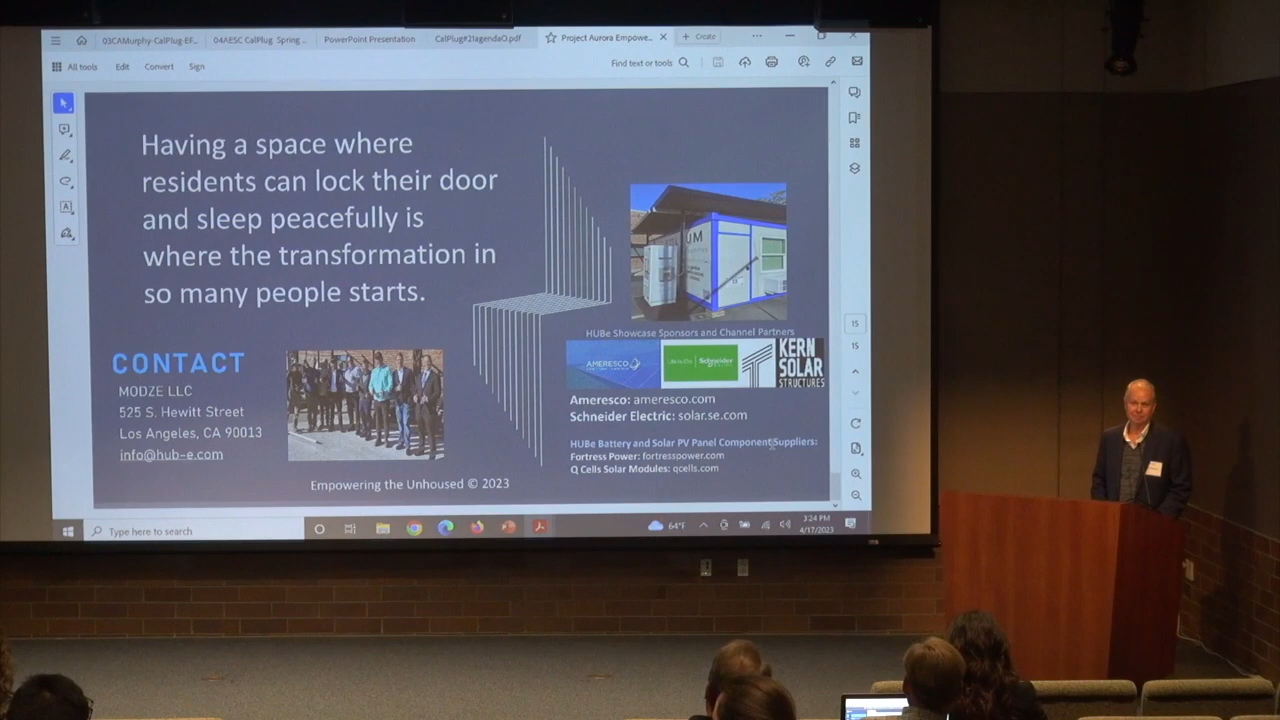 03CAMurphy-CalPlug-EF...
04AESC CalPlug Spring ...
PowerPoint Presentation
CalPlug#21agendaO.pdf
Project Aurora Empowe...
Create
All tools
Edit
Convert
Sign
Find text or tools
Having a space where
residents can lock their door
and sleep peacefully is
where the transformation in
so many people starts.
UM
HUBe Showcase Sponsors and Channel Partners
AMERESCO
Schneider
KERN
SOLAR
STRUCTURES
Ameresco: ameresco.com
Schneider Electric: solar.se.com
HUBe Battery and Solar PV Panel Component Suppliers:
Fortress Power: fortresspower.com
Q Cells Solar Modules: qcells.com
CONTACT
MODZE LLC
525 S. Hewitt Street
Los Angeles, CA 90013
info@hub-e.com
Empowering the Unhoused © 2023
15
15
Type here to search
64°F
3:24 PM
4/17/2023